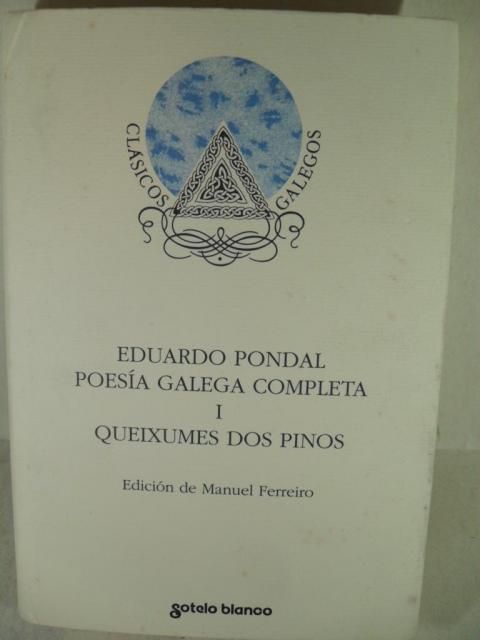 CLÁSICOS GALEGOS
EDUARDO PONDAL
POESÍA GALEGA COMPLETA
I
QUEIXUMES DOS PINOS
Edición de Manuel Ferreiro
sotelo blanco